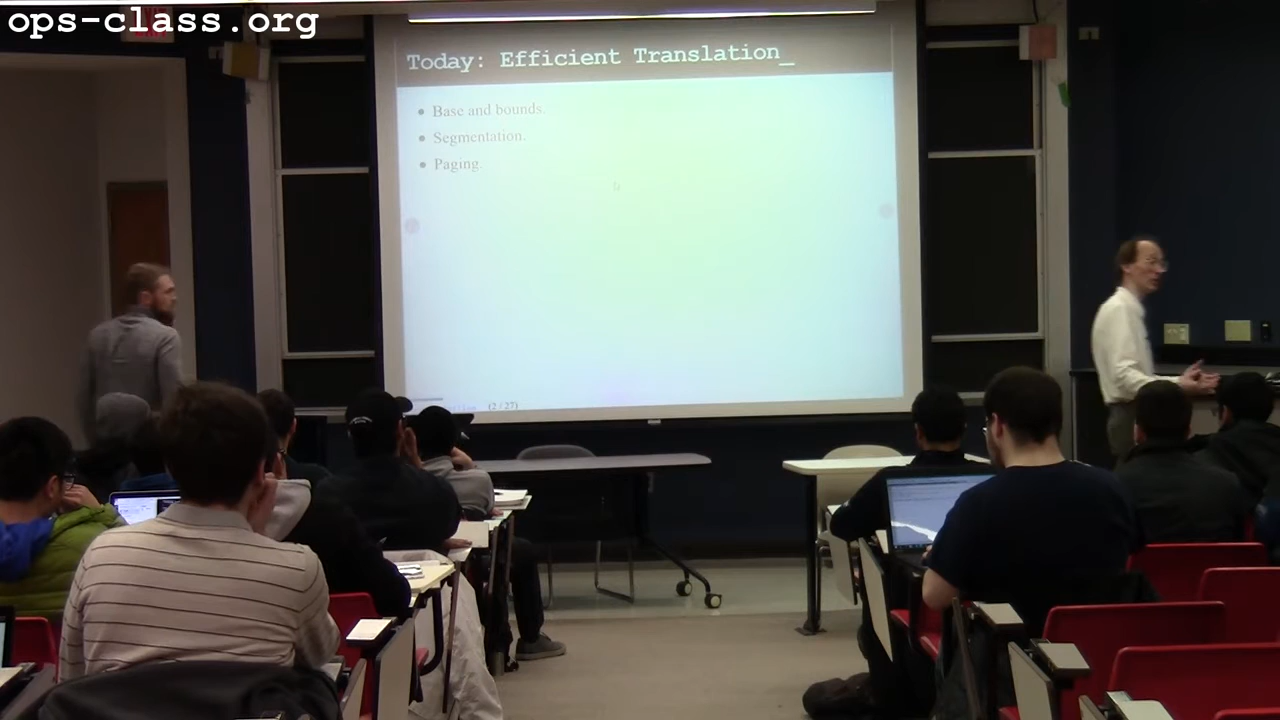 ops-class.org
Today: Efficient Translation_
• Base and bounds.
• Segmentation.
• Paging.
(2 / 27)